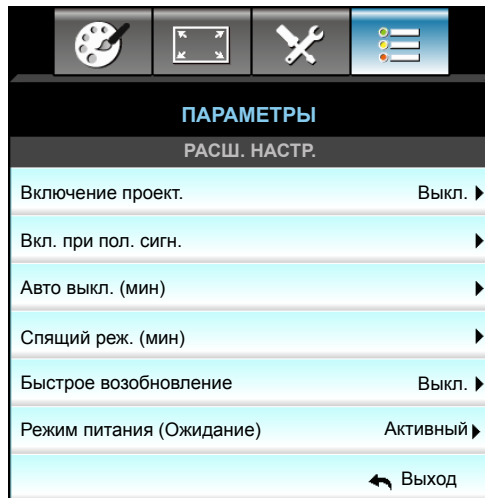 ПАРАМЕТРЫ
РАСШ. НАСТР.
Включение проект. Выкл.
Вкл. при пол. сигн.
Авто выкл. (мин)
Спящий реж. (мин)
Быстрое возобновление Выкл.
Режим питания (Ожидание) Активный
Выход